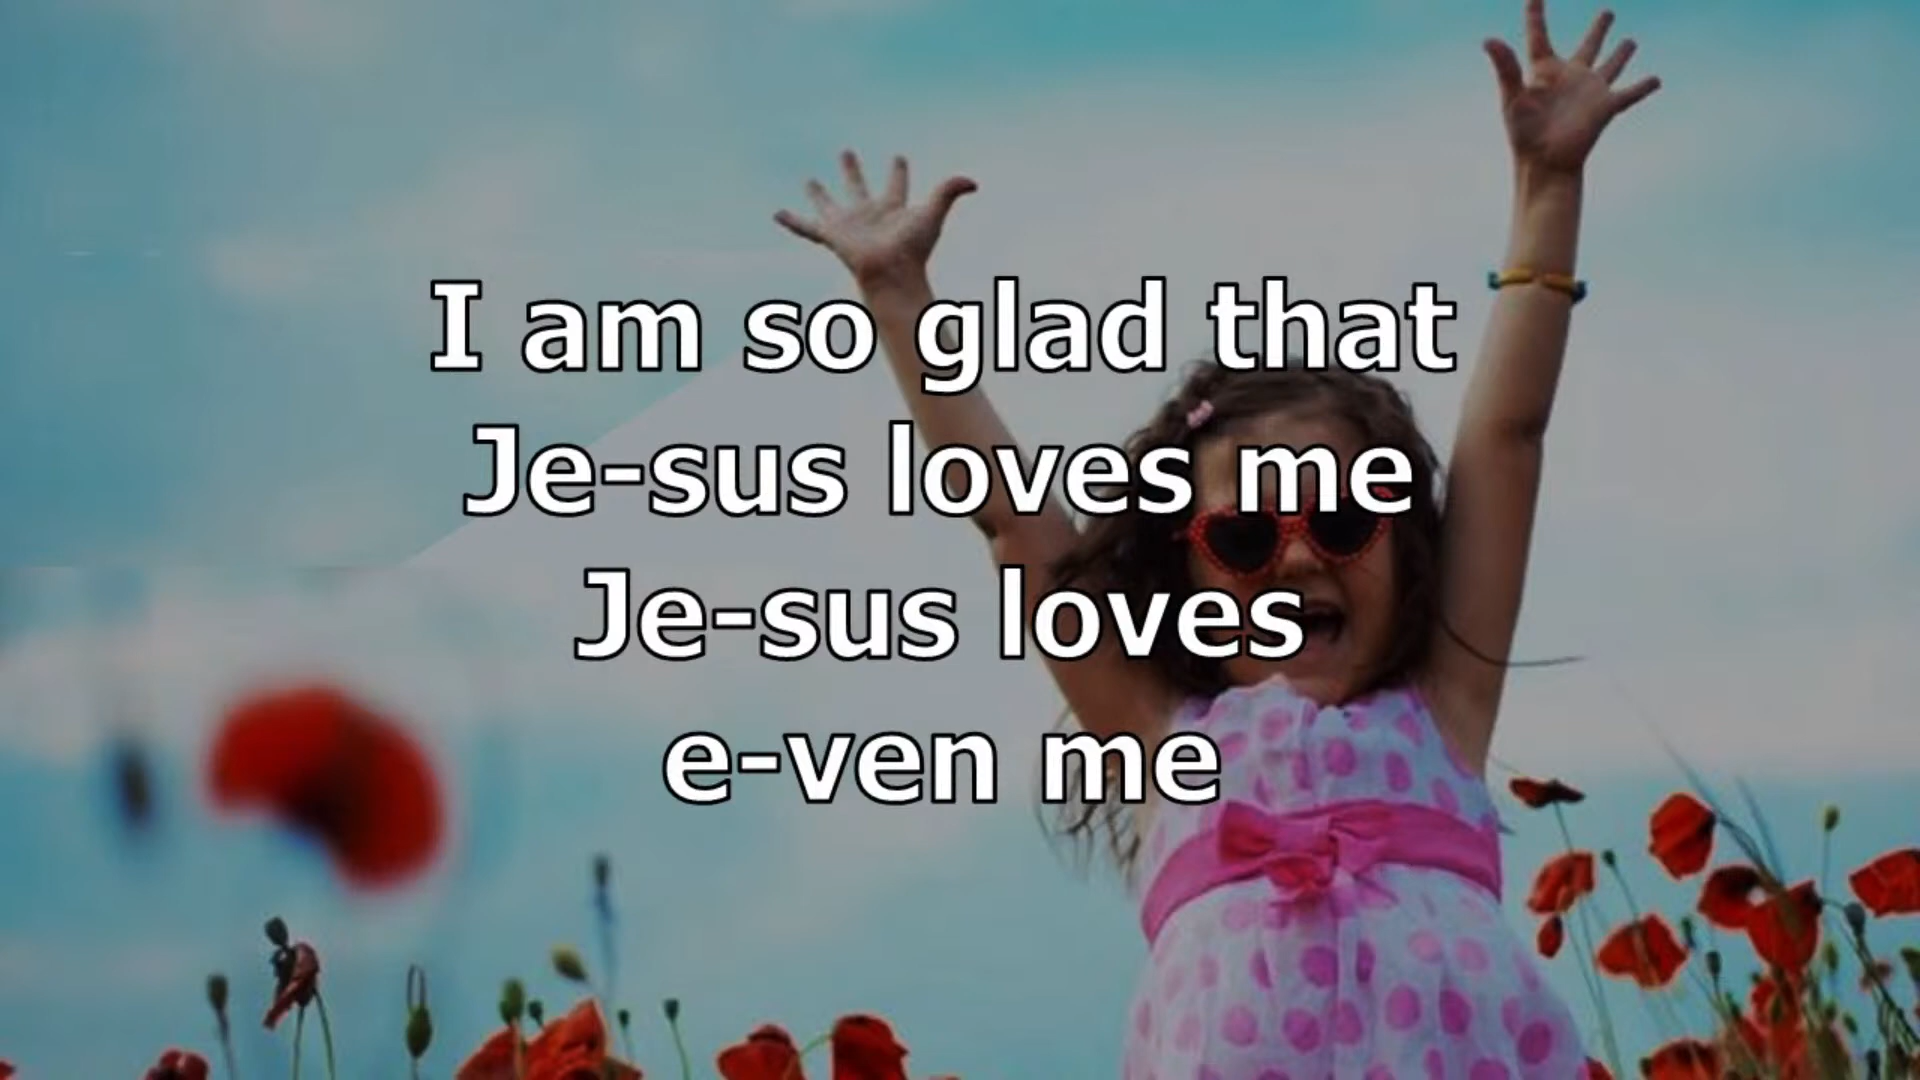 I am so glad that
Je-sus loves me
Je-sus loves
e-ven me